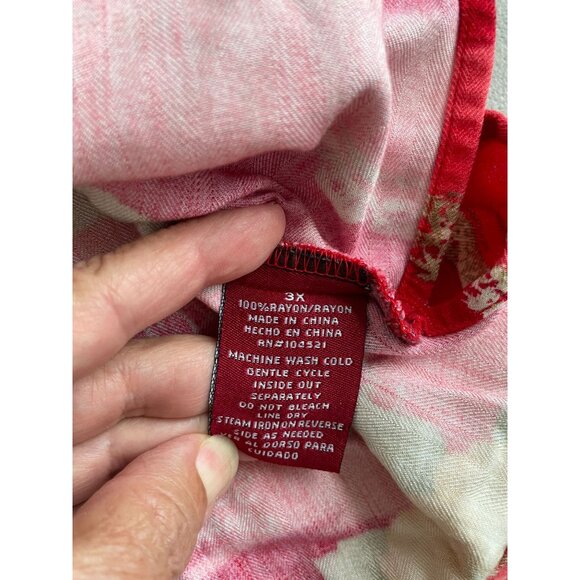 3X
100%RAYON/RAYON
MADE IN CHINA
HECHO EN CHINA
RN#104521
MACHINE WASH COLD
GENTLE CYCLE
INSIDE OUT
SEPARATELY
DO NOT BLEACH
LINE DRY
STEAM IRON ON REVERSE
SIDE AS NEEDED
VER AL DORSO PARA
CUIDADO